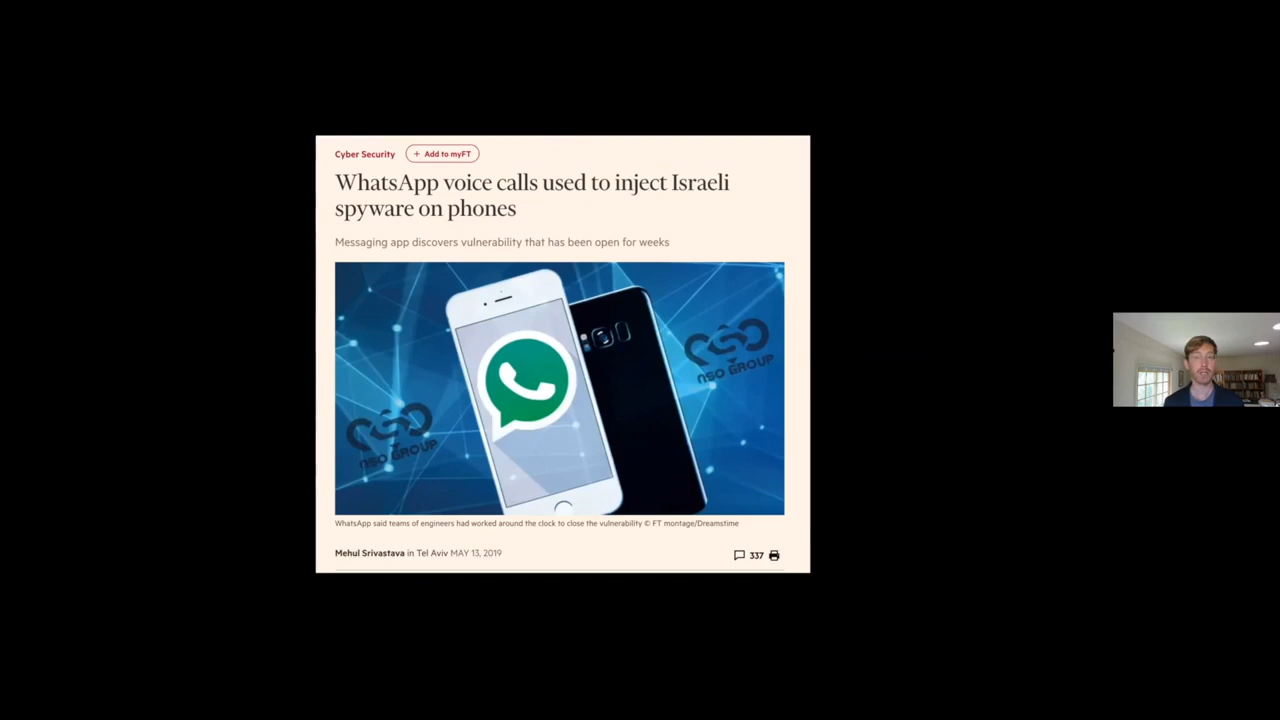 Cyber Security + Add to myFT
WhatsApp voice calls used to inject Israeli
spyware on phones
Messaging app discovers vulnerability that has been open for weeks
NSO GROUP
NSO GROUP
WhatsApp said teams of engineers had worked around the clock to close the vulnerability © FT montage/Dreamstime
Mehul Srivastava in Tel Aviv MAY 13, 2019
337